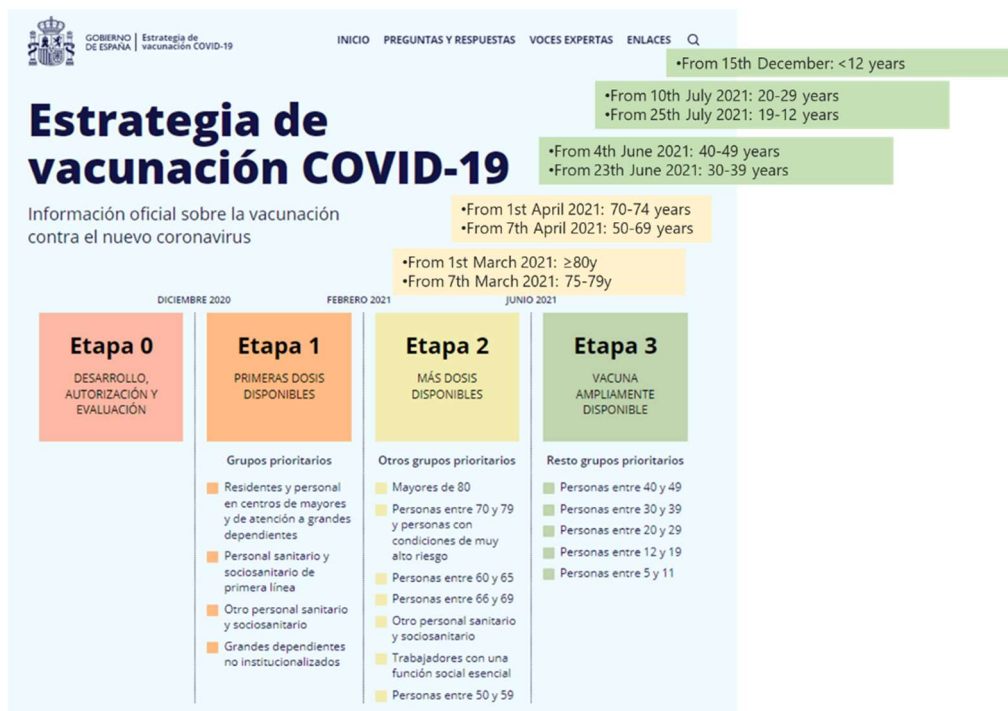 GOBIERNO
DE ESPAÑA
Estrategia de
vacunación COVID-19
INICIO PREGUNTAS Y RESPUESTAS VOCES EXPERTAS ENLACES
•From 15th December: <12 years
•From 10th July 2021: 20-29 years
•From 25th July 2021: 19-12 years
Estrategia de
vacunación COVID-19
•From 4th June 2021: 40-49 years
•From 23th June 2021: 30-39 years
Información oficial sobre la vacunación
contra el nuevo coronavirus
•From 1st April 2021: 70-74 years
•From 7th April 2021: 50-69 years
•From 1st March 2021: ≥80y
•From 7th March 2021: 75-79y
DICIEMBRE 2020
FEBRERO 2021
JUNIO 2021
Etapa 0
DESARROLLO,
AUTORIZACIÓN Y
EVALUACIÓN
Etapa 1
PRIMERAS DOSIS
DISPONIBLES
Grupos prioritarios
Residentes y personal
en centros de mayores
y de atención a grandes
dependientes
Personal sanitario y
sociosanitario de
primera línea
Otro personal sanitario
y sociosanitario
Grandes dependientes
no institucionalizados
Etapa 2
MÁS DOSIS
DISPONIBLES
Otros grupos prioritarios
Mayores de 80
Personas entre 70 y 79
y personas con
condiciones de muy
alto riesgo
Personas entre 60 y 65
Personas entre 66 y 69
Otro personal sanitario
y sociosanitario
Trabajadores con una
función social esencial
Personas entre 50 y 59
Etapa 3
VACUNA
AMPLIAMENTE
DISPONIBLE
Resto grupos prioritarios
Personas entre 40 y 49
Personas entre 30 y 39
Personas entre 20 y 29
Personas entre 12 y 19
Personas entre 5 y 11